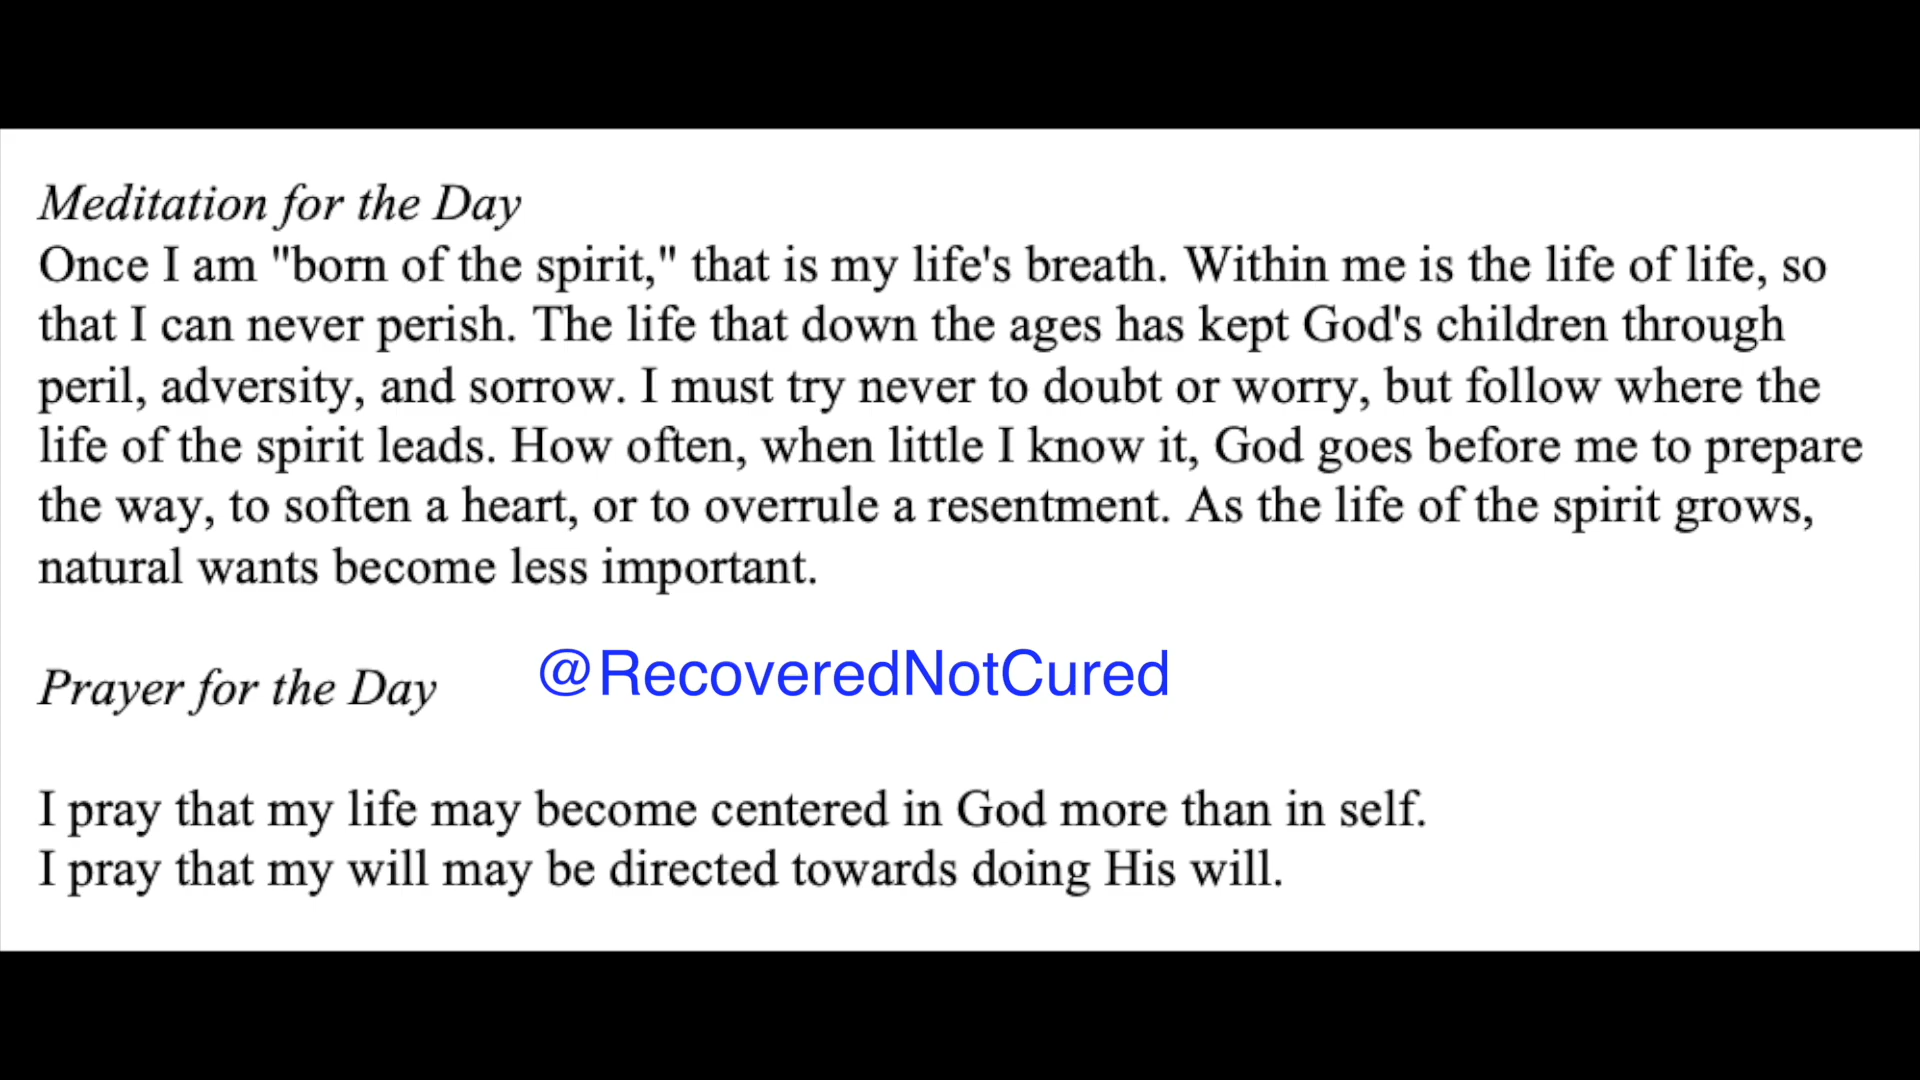 Meditation for the Day
Once I am "born of the spirit," that is my life's breath. Within me is the life of life, so
that I can never perish. The life that down the ages has kept God's children through
peril, adversity, and sorrow. I must try never to doubt or worry, but follow where the
life of the spirit leads. How often, when little I know it, God goes before me to prepare
the way, to soften a heart, or to overrule a resentment. As the life of the spirit grows,
natural wants become less important.
Prayer for the Day
@RecoveredNotCured
I pray that my life may become centered in God more than in self.
I pray that my will may be directed towards doing His will.